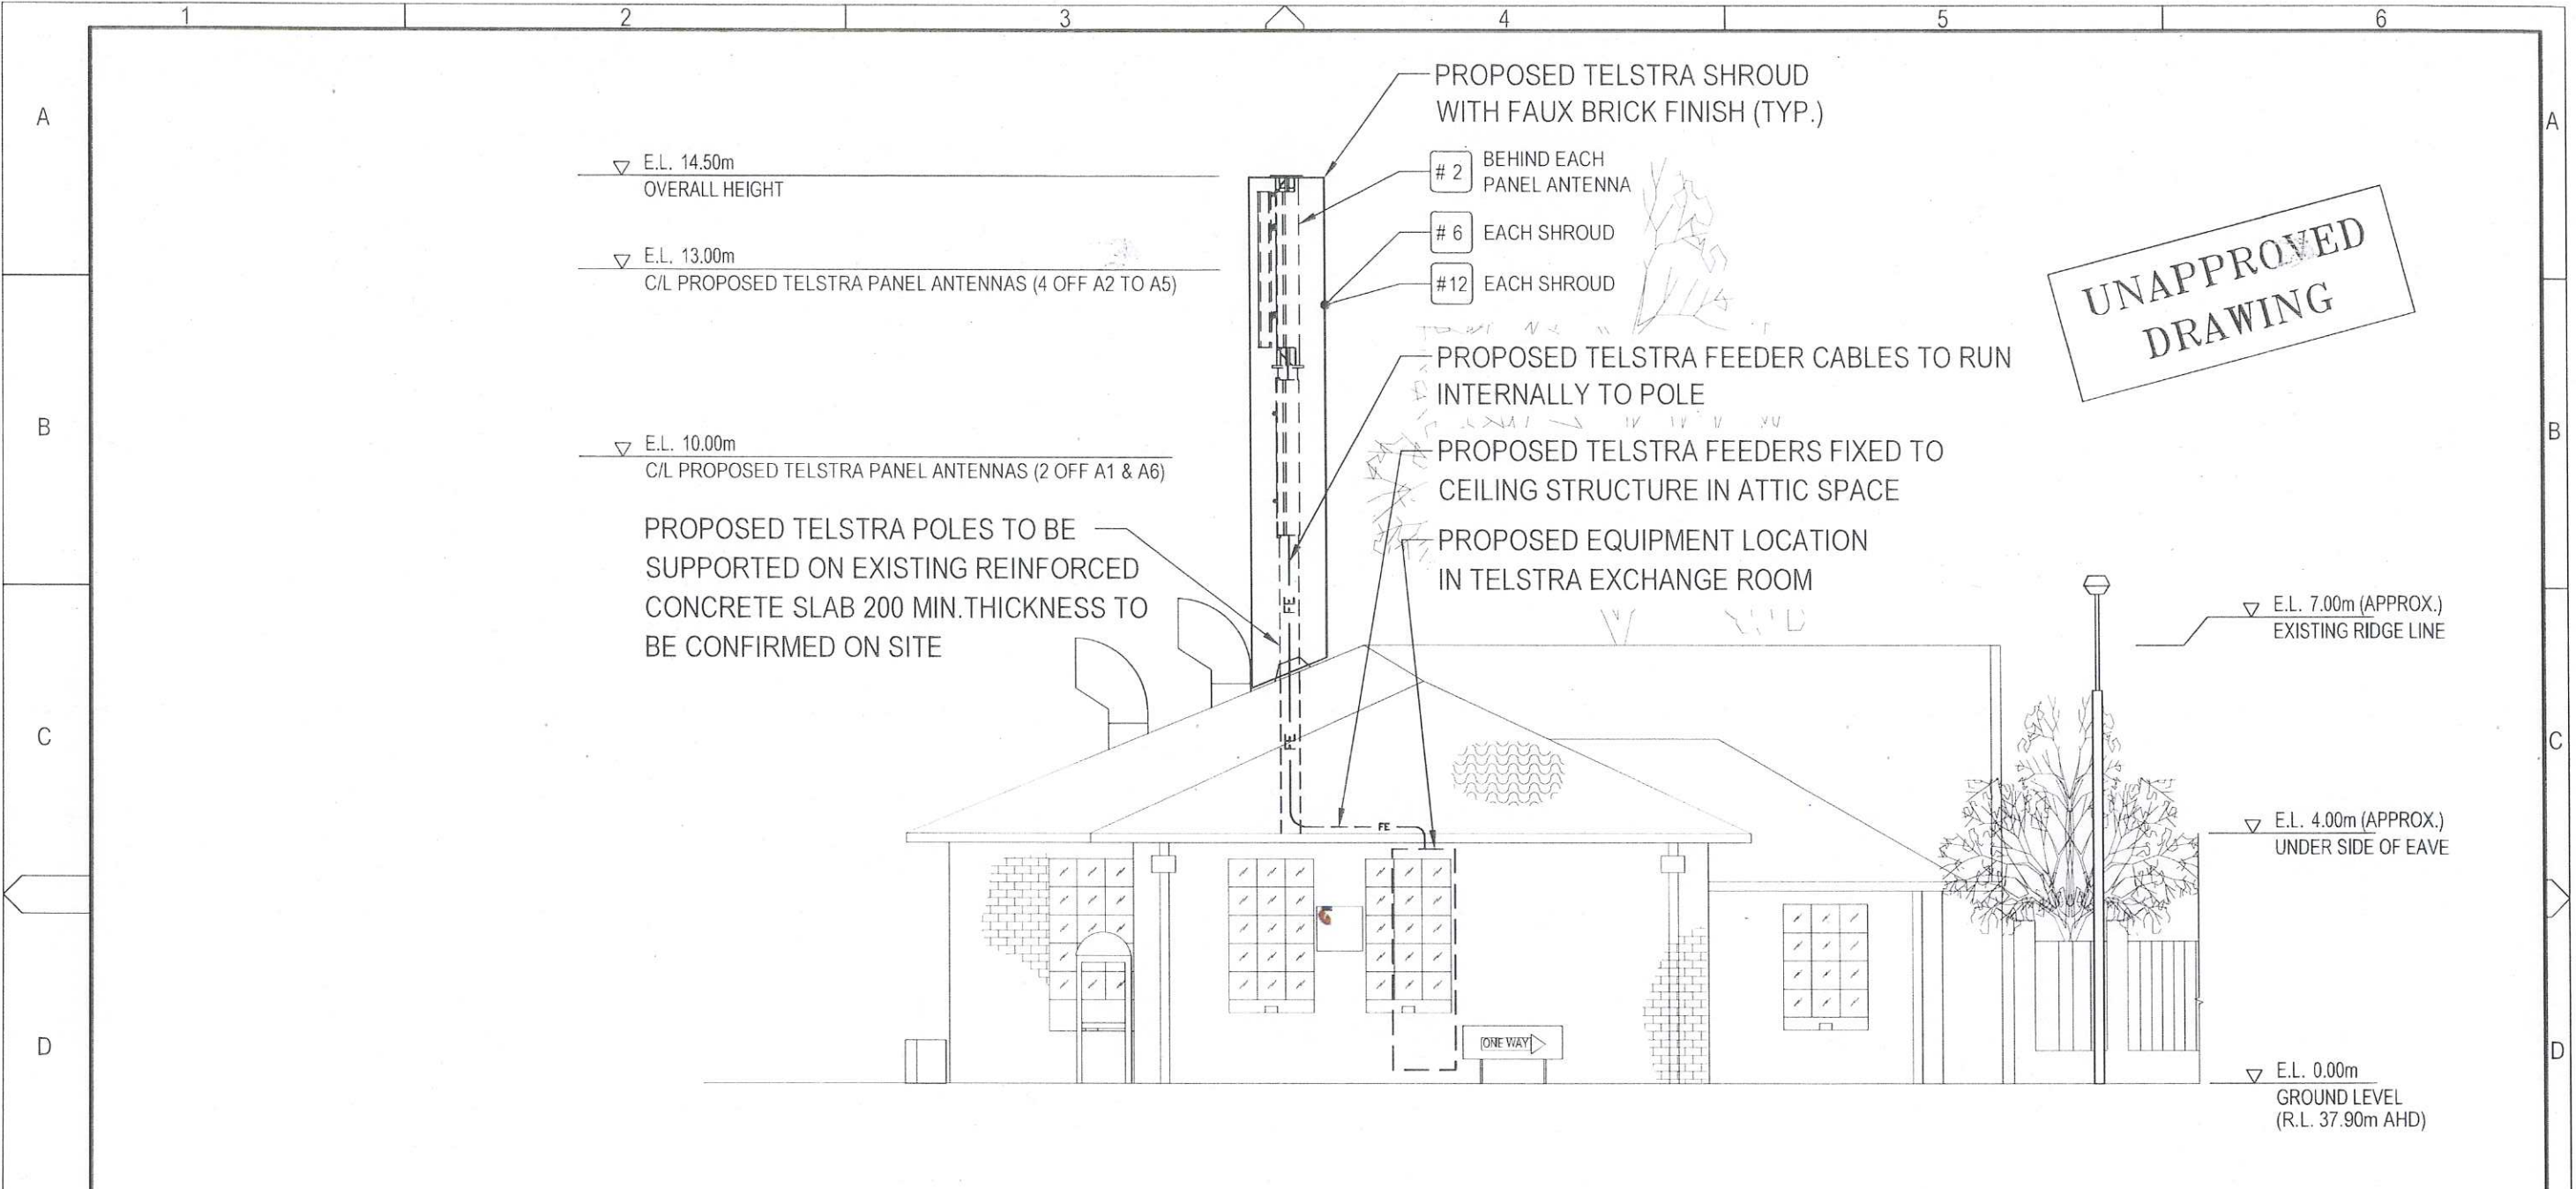 1 2 3 4 5 6
A
A
PROPOSED TELSTRA SHROUD
WITH FAUX BRICK FINISH (TYP.)
E.L. 14.50m
OVERALL HEIGHT
# 2 BEHIND EACH
PANEL ANTENNA
# 6 EACH SHROUD
#12 EACH SHROUD
E.L. 13.00m
C/L PROPOSED TELSTRA PANEL ANTENNAS (4 OFF A2 TO A5)
UNAPPROVED
DRAWING
PROPOSED TELSTRA FEEDER CABLES TO RUN
INTERNALLY TO POLE
B
B
E.L. 10.00m
C/L PROPOSED TELSTRA PANEL ANTENNAS (2 OFF A1 & A6)
PROPOSED TELSTRA FEEDERS FIXED TO
CEILING STRUCTURE IN ATTIC SPACE
PROPOSED TELSTRA POLES TO BE
SUPPORTED ON EXISTING REINFORCED
CONCRETE SLAB 200 MIN.THICKNESS TO
BE CONFIRMED ON SITE
PROPOSED EQUIPMENT LOCATION
IN TELSTRA EXCHANGE ROOM
FE
E.L. 7.00m (APPROX.)
EXISTING RIDGE LINE
C
C
FE
FE
E.L. 4.00m (APPROX.)
UNDER SIDE OF EAVE
D
D
ONE WAY
E.L. 0.00m
GROUND LEVEL
(R.L. 37.90m AHD)